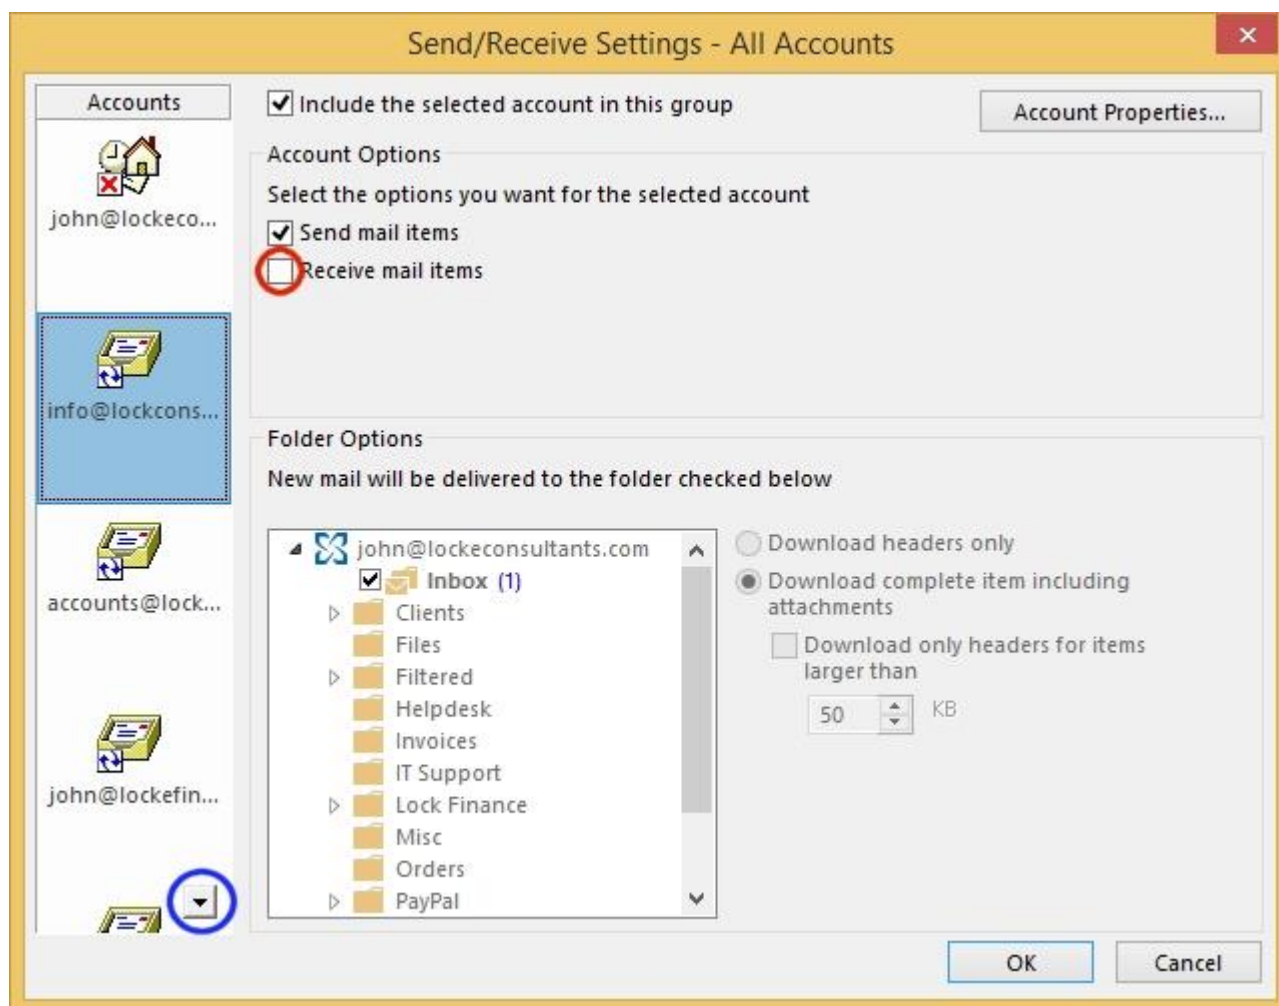 Send/Receive Settings - All Accounts
Accounts
john@lockeco...
info@lockcons...
accounts@lock...
john@lockefin...
Include the selected account in this group
Account Properties...
Account Options
Select the options you want for the selected account
Send mail items
Receive mail items
Folder Options
New mail will be delivered to the folder checked below
john@lockeconsultants.com
Inbox (1)
Clients
Files
Filtered
Helpdesk
Invoices
IT Support
Lock Finance
Misc
Orders
PayPal
Download headers only
Download complete item including
attachments
Download only headers for items
larger than
50 KB
OK
Cancel